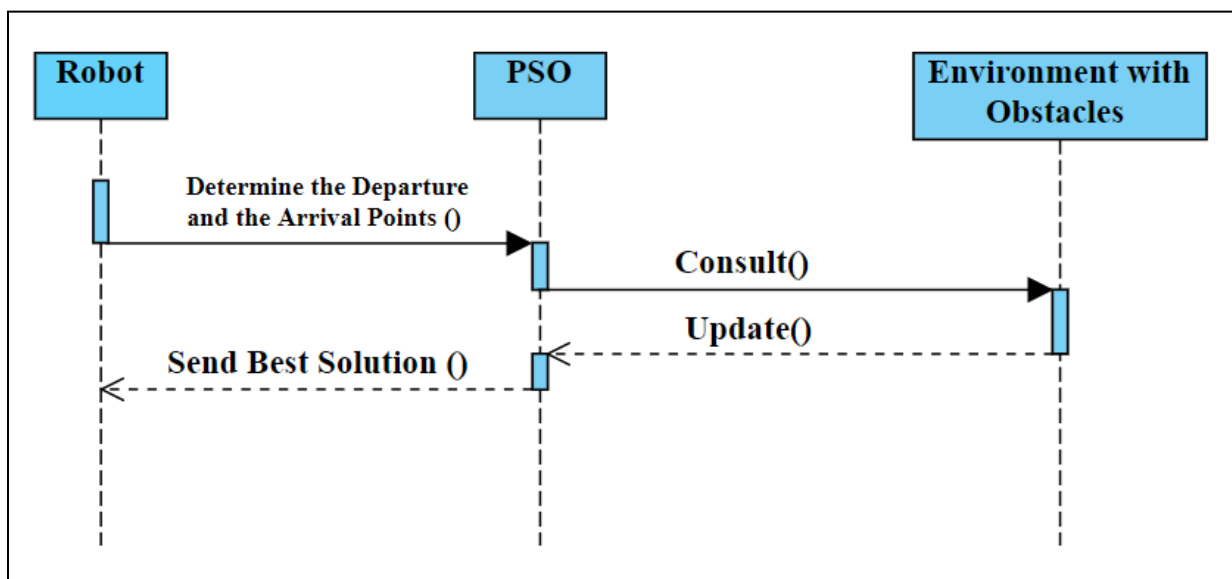 Robot
PSO
Environment with
Obstacles
Determine the Departure
and the Arrival Points ()
Consult()
Update()
Send Best Solution ()